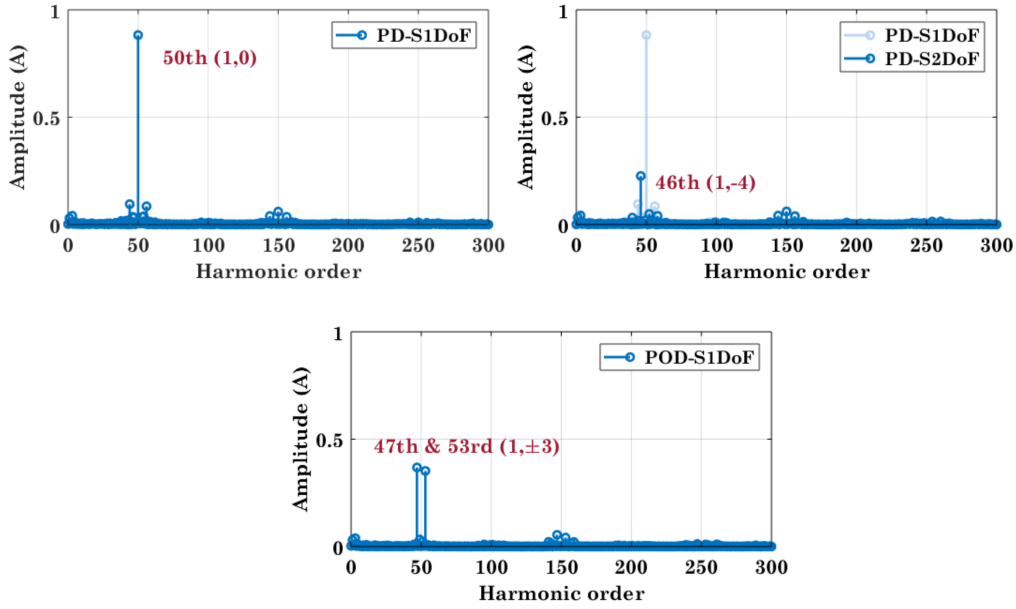 1
PD-S1DoF
50th (1,0)
Amplitude (A)
0.5
0
0 50 100 150 200 250 300
Harmonic order
1
PD-S1DoF
PD-S2DoF
Amplitude (A)
0.5
46th (1,-4)
0
0 50 100 150 200 250 300
Harmonic order
1
POD-S1DoF
Amplitude (A)
0.5
47th & 53rd (1,±3)
0
0 50 100 150 200 250 300
Harmonic order